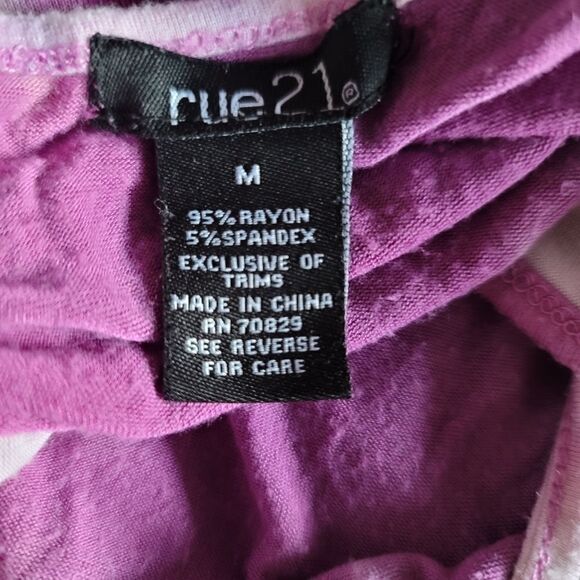 rue21®
M
95% RAYON
5% SPANDEX
EXCLUSIVE OF
TRIMS
MADE IN CHINA
RN 70829
SEE REVERSE
FOR CARE